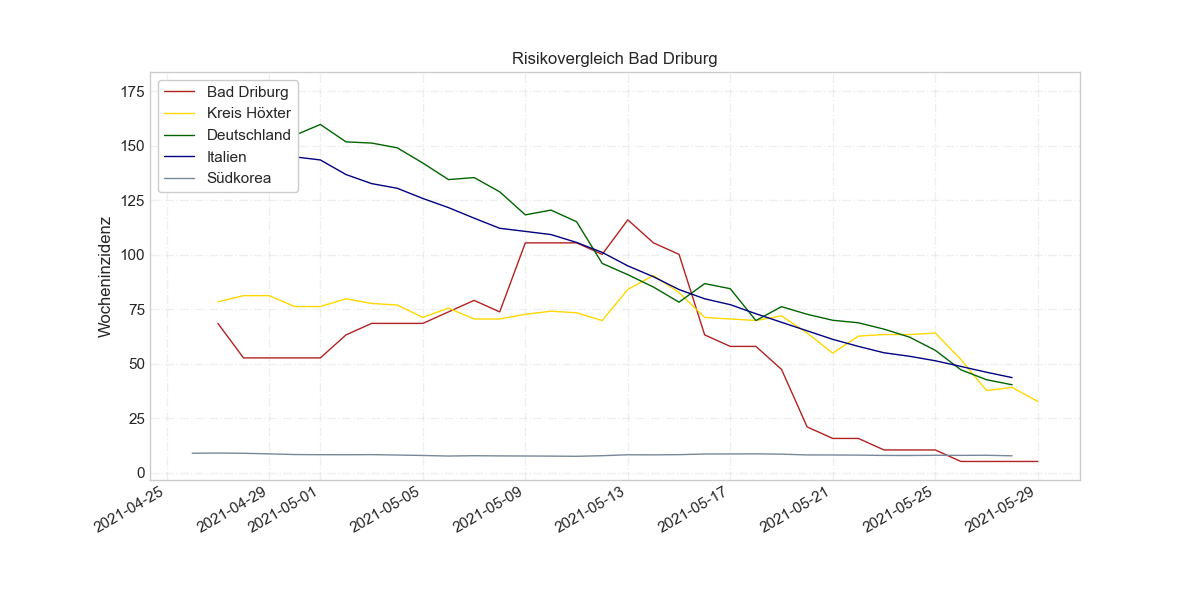 Risikovergleich Bad Driburg
Bad Driburg
Kreis Höxter
Deutschland
Italien
Südkorea
Wocheninzidenz
175
150
125
100
75
50
25
0
2021-04-25
2021-04-29
2021-05-01
2021-05-05
2021-05-09
2021-05-13
2021-05-17
2021-05-21
2021-05-25
2021-05-29